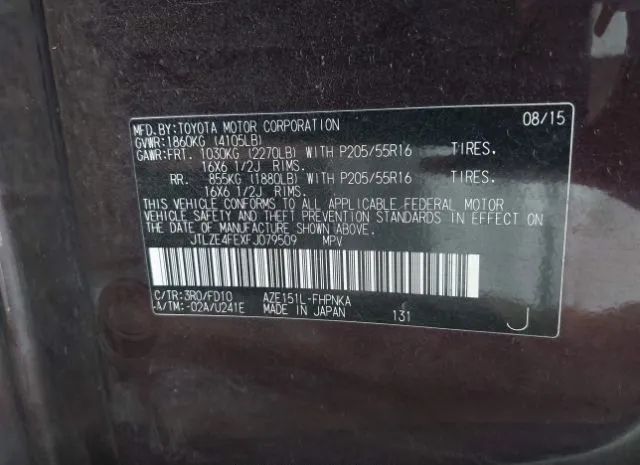 MFD.BY:TOYOTA MOTOR CORPORATION 08/15
GVWR:1860KG (4105LB)
GAWR:FRT. 1030KG (2270LB) WITH P205/55R16 TIRES.
16X6 1/2J RIMS.
RR. 855KG (1880LB) WITH P205/55R16 TIRES.
16X6 1/2J RIMS.
THIS VEHICLE CONFORMS TO ALL APPLICABLE FEDERAL MOTOR
VEHICLE SAFETY AND THEFT PREVENTION STANDARDS IN EFFECT ON
THE DATE OF MANUFACTURE SHOWN ABOVE.
JTLZE4FEXFJ079509 MPV
C/TR:3R0/FD10 AZE151L-FHPNKA
A/TM:-02A/U241E MADE IN JAPAN 131 J